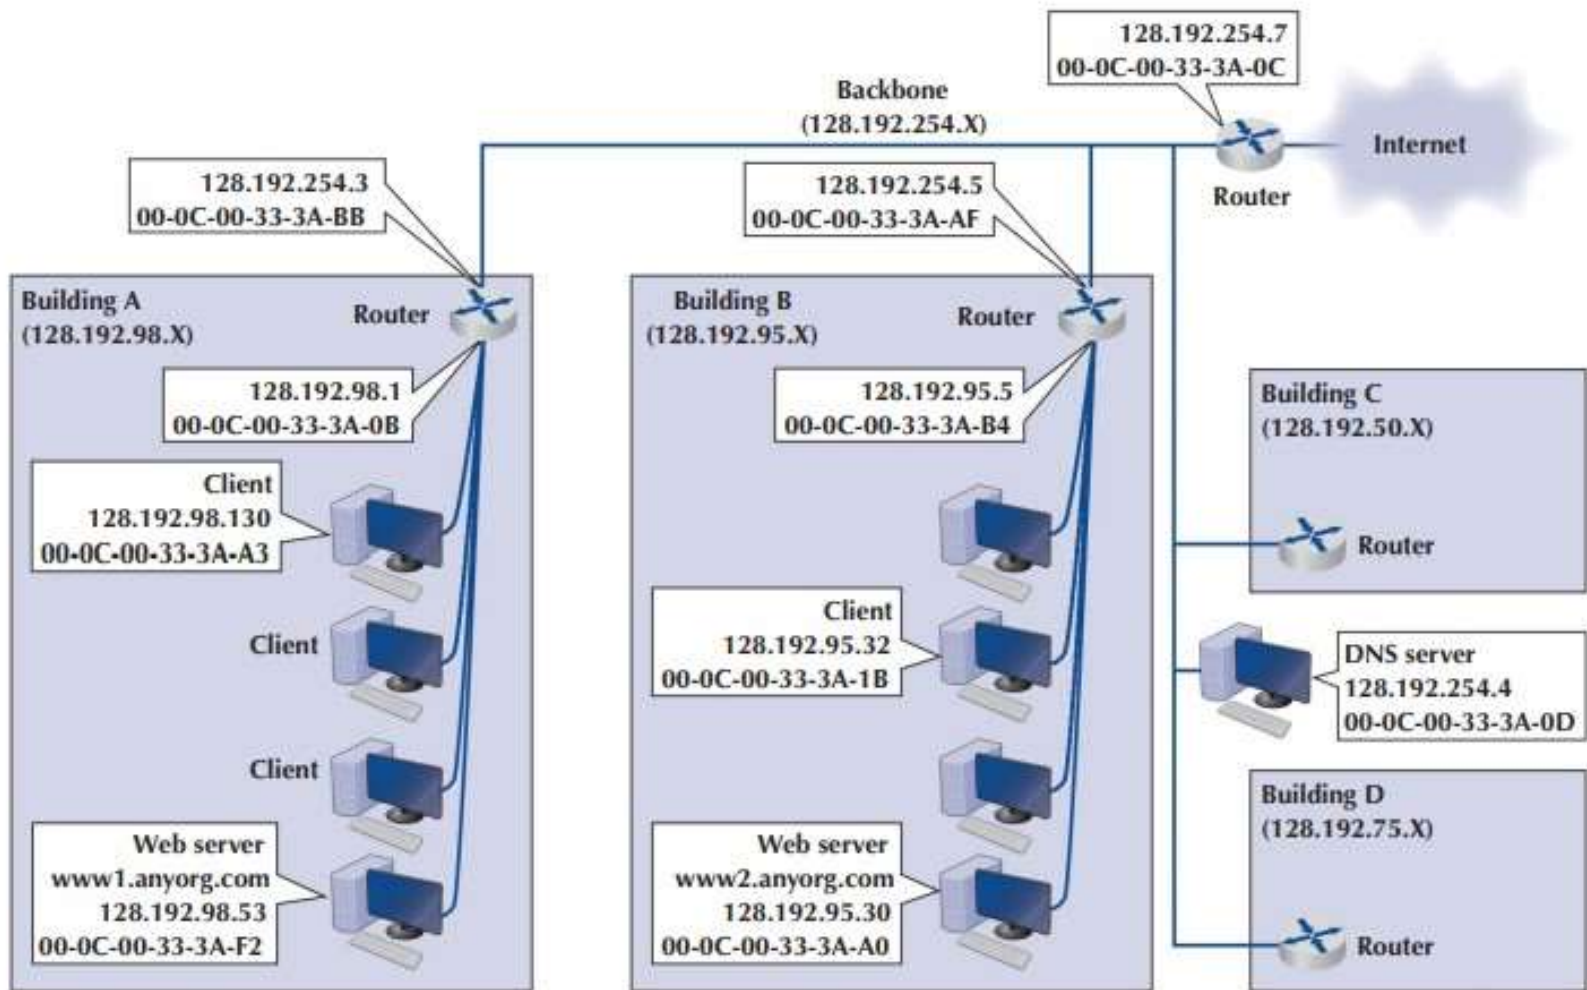 128.192.254.7
00-0C-00-33-3A-0C
Backbone
(128.192.254.X)
Internet
Router
128.192.254.3
00-0C-00-33-3A-BB
128.192.254.5
00-0C-00-33-3A-AF
Building A
(128.192.98.X)
Router
128.192.98.1
00-0C-00-33-3A-0B
Client
128.192.98.130
00-0C-00-33-3A-A3
Client
Client
Web server
www1.anyorg.com
128.192.98.53
00-0C-00-33-3A-F2
Building B
(128.192.95.X)
Router
128.192.95.5
00-0C-00-33-3A-B4
Client
128.192.95.32
00-0C-00-33-3A-1B
Web server
www2.anyorg.com
128.192.95.30
00-0C-00-33-3A-A0
Building C
(128.192.50.X)
Router
DNS server
128.192.254.4
00-0C-00-33-3A-0D
Building D
(128.192.75.X)
Router